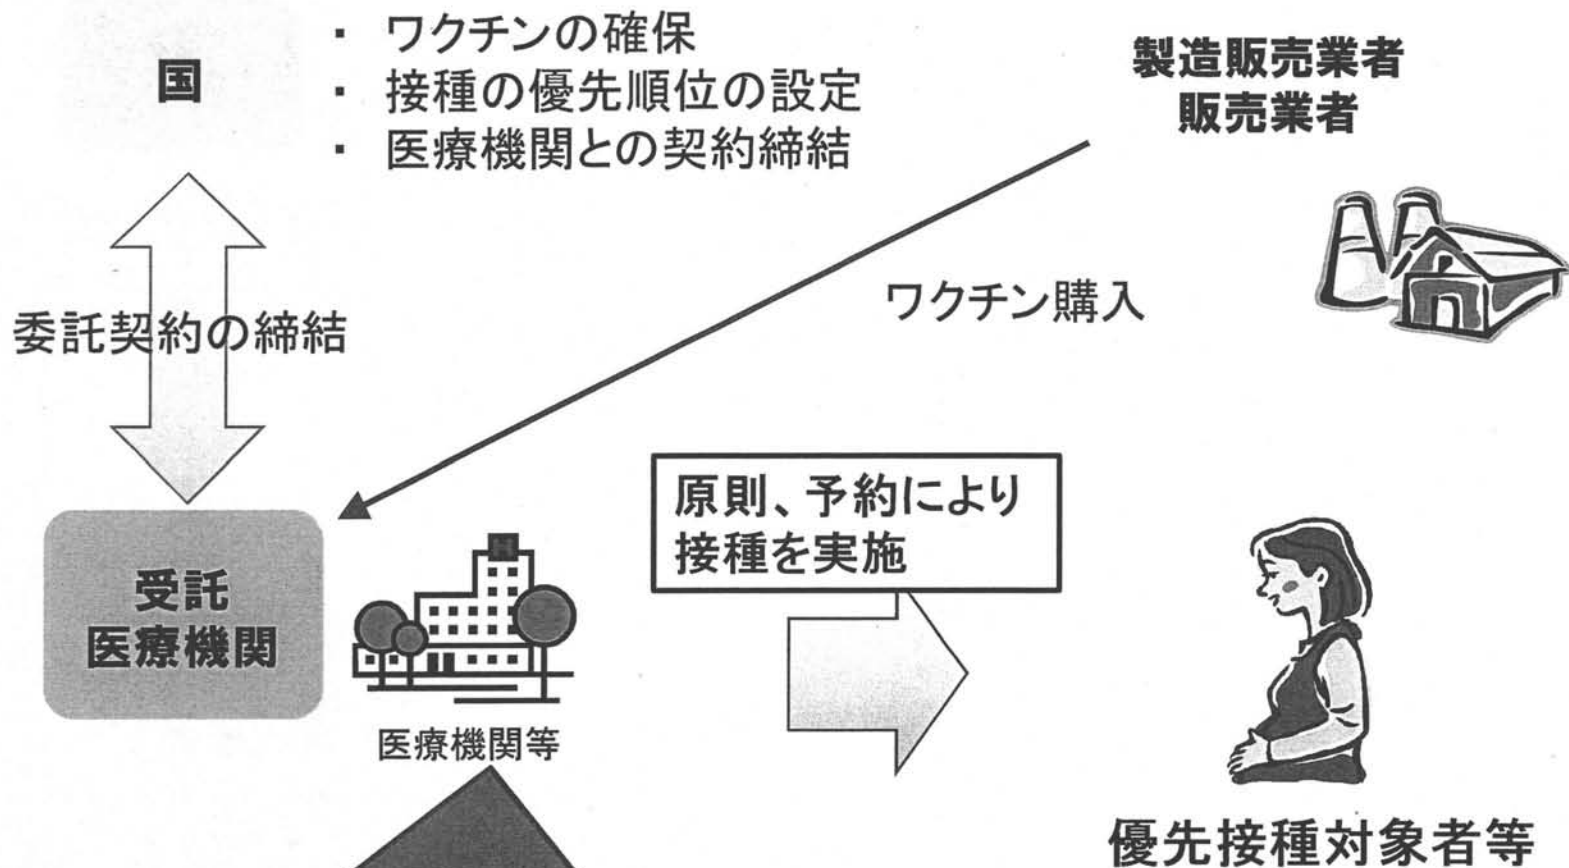 国
・ ワクチンの確保
・ 接種の優先順位の設定
・ 医療機関との契約締結
製造販売業者
販売業者
委託契約の締結
ワクチン購入
原則、予約により
接種を実施
受託
医療機関
H
医療機関等
優先接種対象者等